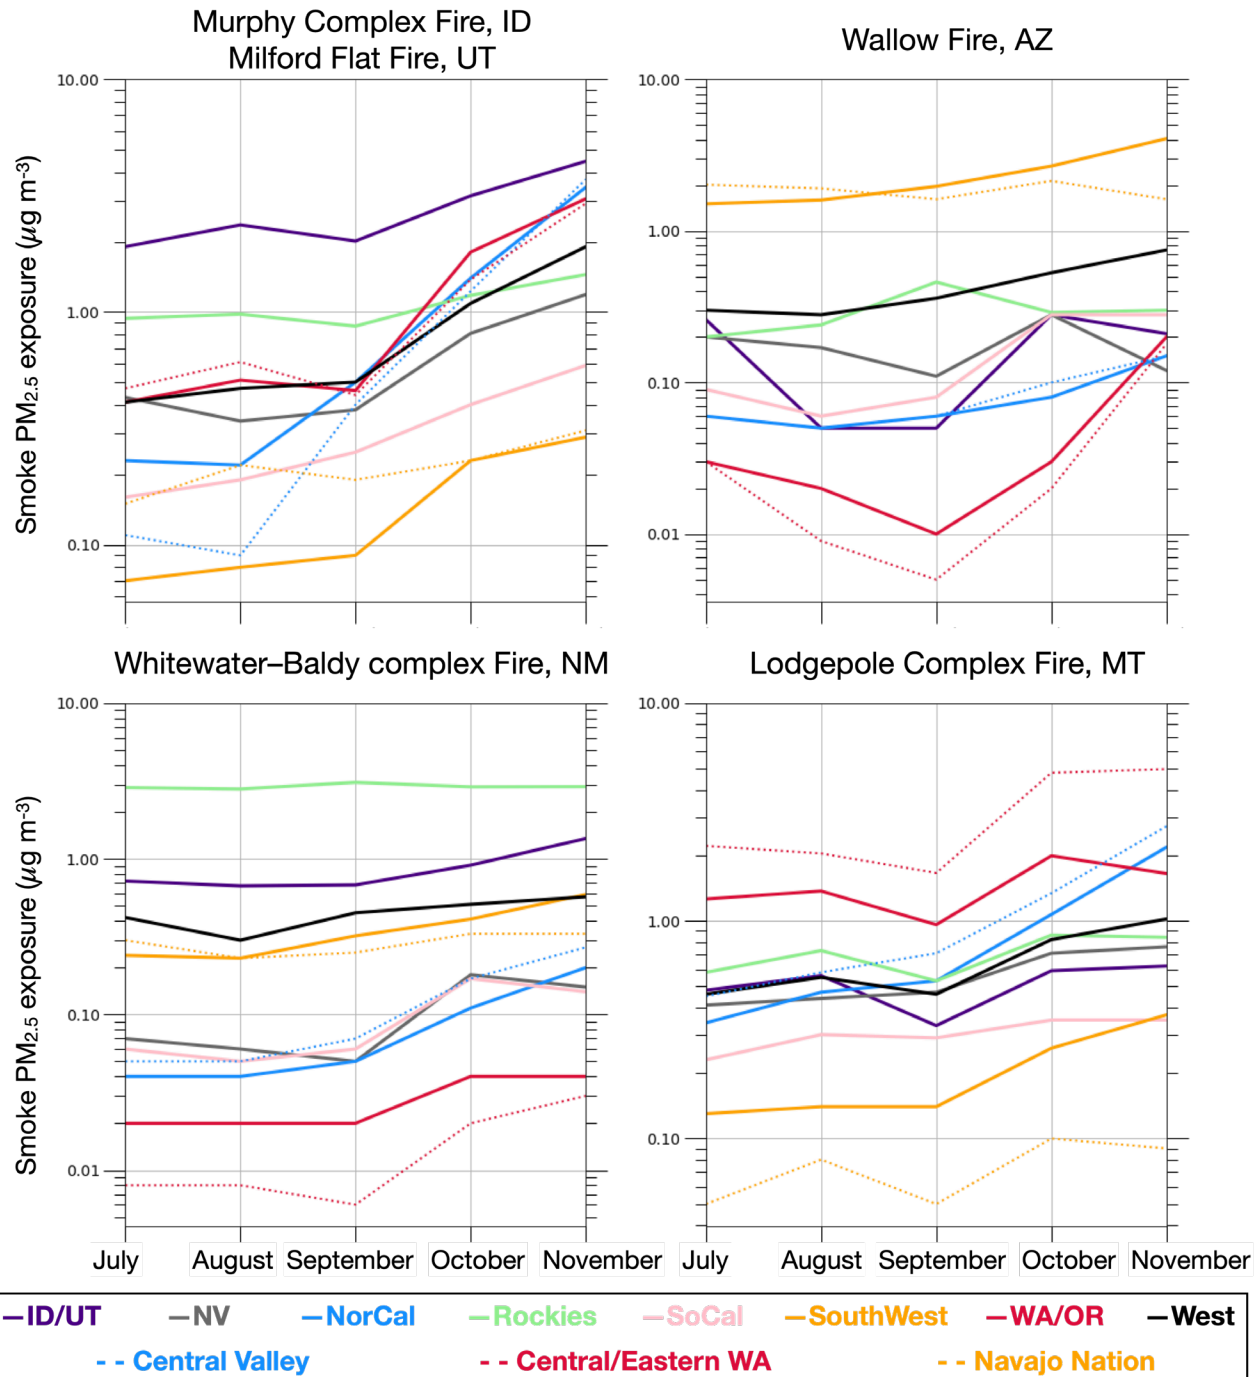 Murphy Complex Fire, ID
Milford Flat Fire, UT
Wallow Fire, AZ
Smoke PM2.5 exposure (μg m-3)
10.00
1.00
0.10
10.00
1.00
0.10
0.01
Whitewater–Baldy complex Fire, NM
Lodgepole Complex Fire, MT
Smoke PM2.5 exposure (μg m-3)
10.00
1.00
0.10
0.01
10.00
1.00
0.10
July August September October November
July August September October November
ID/UT NV NorCal Rockies SoCal SouthWest WA/OR West
Central Valley Central/Eastern WA Navajo Nation